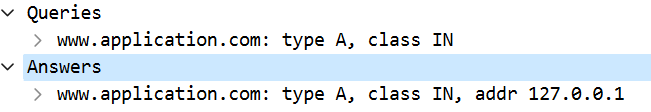 Queries
www.application.com: type A, class IN
Answers
www.application.com: type A, class IN, addr 127.0.0.1